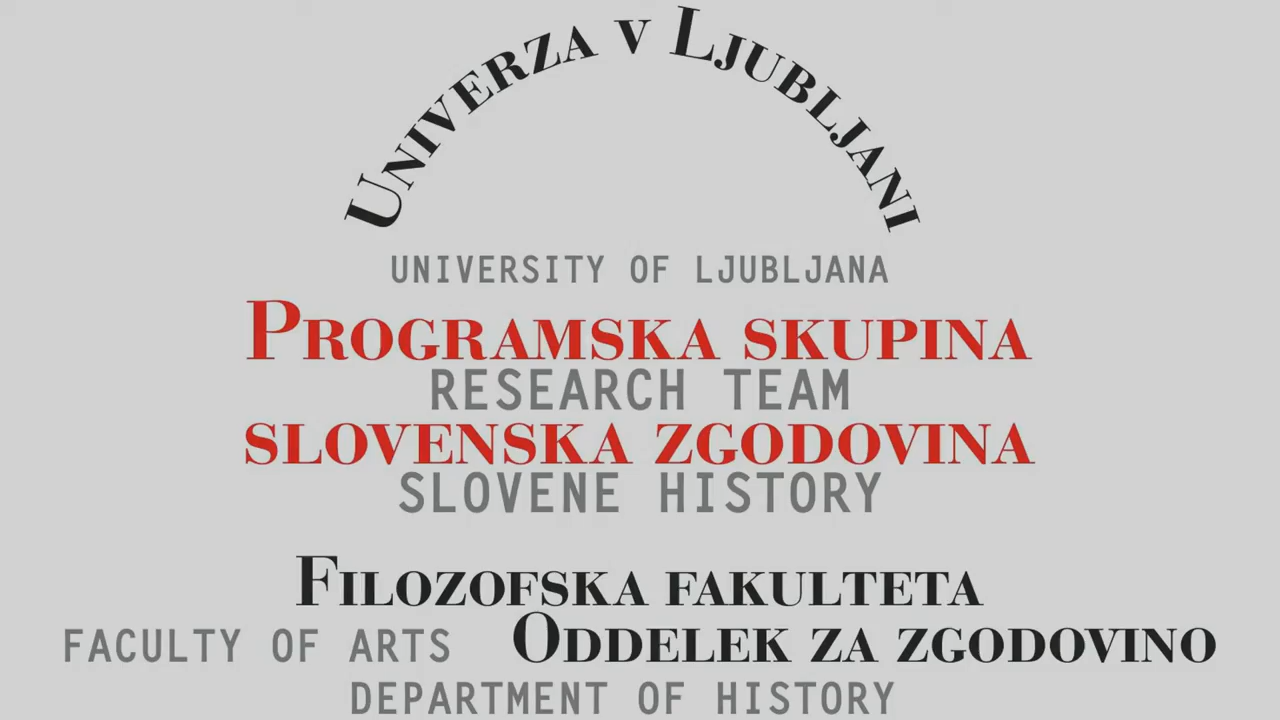 Univerza v Ljubljani
UNIVERSITY OF LJUBLJANA
Programska skupina
RESEARCH TEAM
slovenska zgodovina
SLOVENE HISTORY
Filozofska fakulteta
FACULTY OF ARTS
Oddelek za zgodovino
DEPARTMENT OF HISTORY